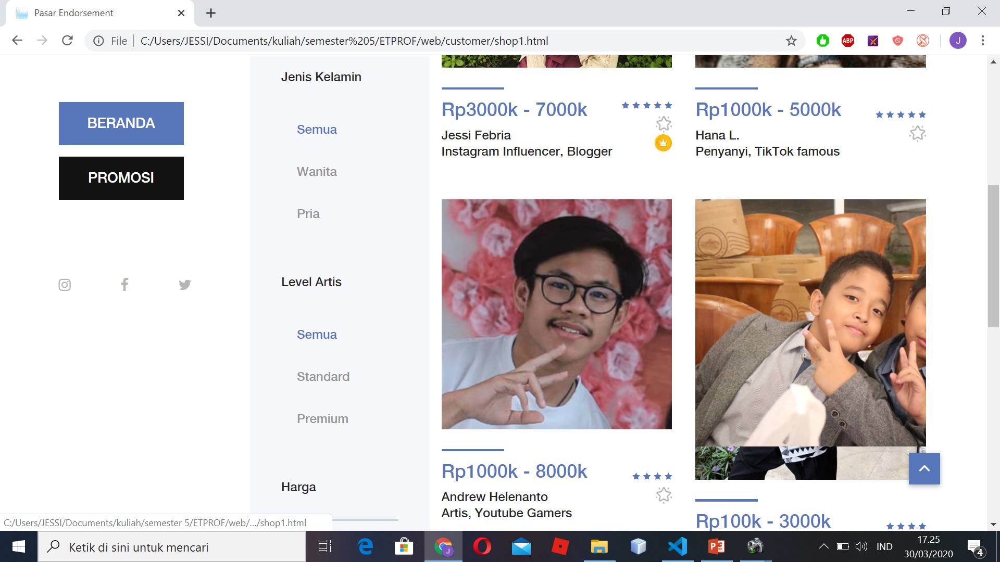 Pasar Endorsement
File
C:/Users/JESSI/Documents/kuliah/semester%205/ETPROF/web/customer/shop1.html
ABP
J
BERANDA
PROMOSI
Jenis Kelamin
Semua
Wanita
Pria
Level Artis
Semua
Standard
Premium
Harga
Rp3000k - 7000k
Jessi Febria
Instagram Influencer, Blogger
Rp1000k - 5000k
Hana L.
Penyanyi, TikTok famous
Rp1000k - 8000k
Andrew Helenanto
Artis, Youtube Gamers
Rp100k - 3000k
C:/Users/JESSI/Documents/kuliah/semester 5/ETPROF/web/.../shop1.html
Ketik di sini untuk mencari
J
IND
17.25
30/03/2020
4